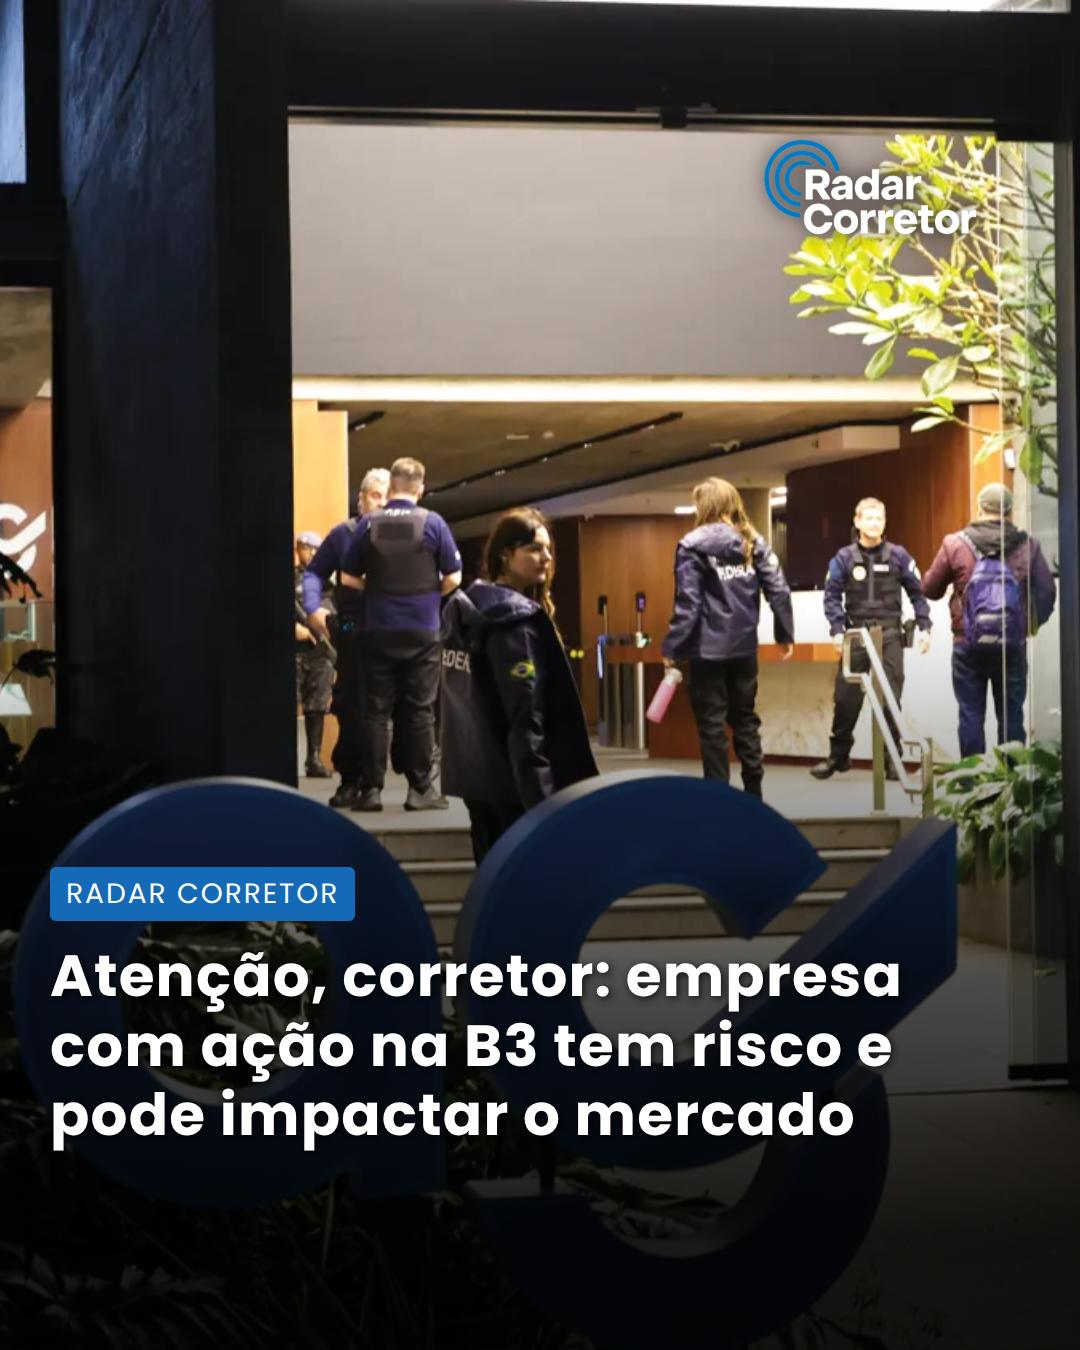 Radar
Corretor
RADAR CORRETOR
Atenção, corretor: empresa
com ação na B3 tem risco e
pode impactar o mercado